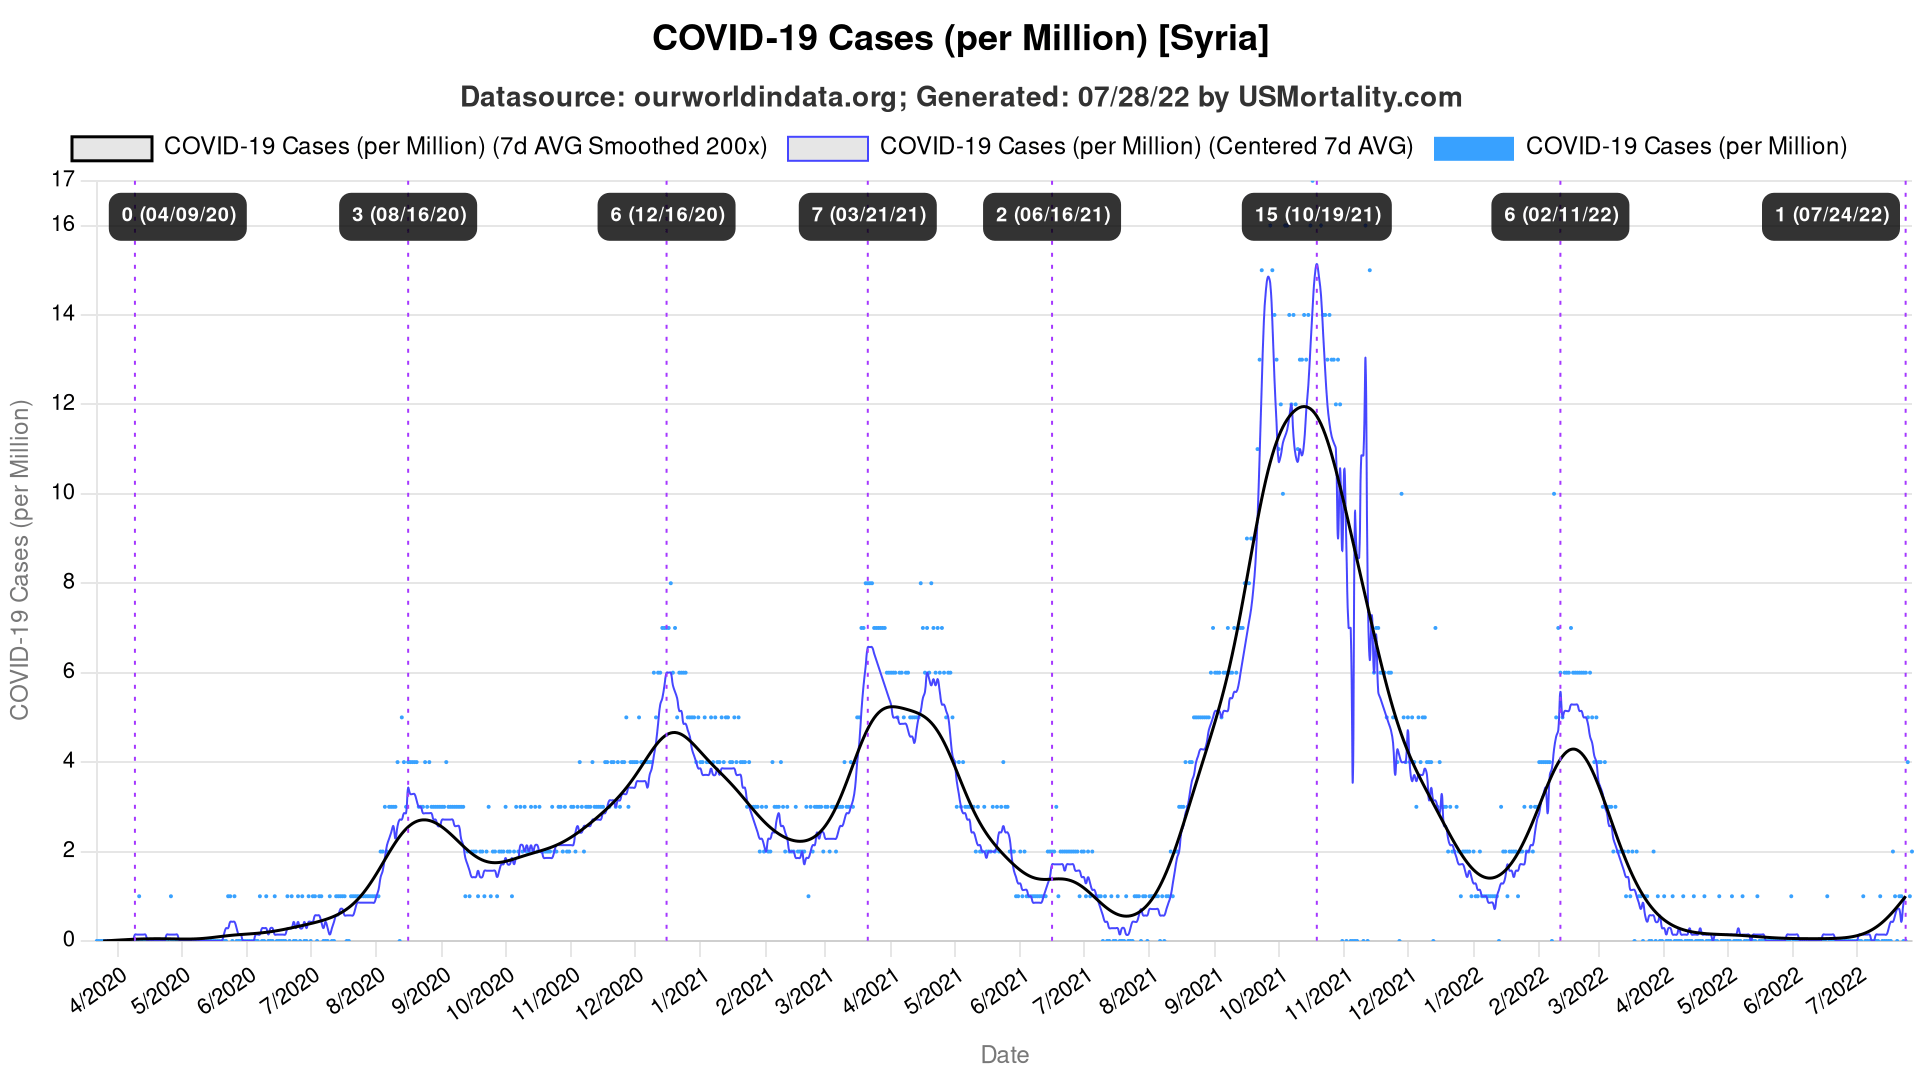 COVID-19 Cases (per Million) [Syria]
Datasource: ourworldindata.org; Generated: 07/28/22 by USMortality.com
COVID-19 Cases (per Million) (7d AVG Smoothed 200x) COVID-19 Cases (per Million) (Centered 7d AVG) COVID-19 Cases (per Million)
17
0 (04/09/20) 3 (08/16/20) 6 (12/16/20) 7 (03/21/21) 2 (06/16/21) 15 (10/19/21) 6 (02/11/22) 1 (07/24/22)
16
14
12
10
8
6
4
2
0
COVID-19 Cases (per Million)
4/2020 5/2020 6/2020 7/2020 8/2020 9/2020 10/2020 11/2020 12/2020 1/2021 2/2021 3/2021 4/2021 5/2021 6/2021 7/2021 8/2021 9/2021 10/2021 11/2021 12/2021 1/2022 2/2022 3/2022 4/2022 5/2022 6/2022 7/2022
Date